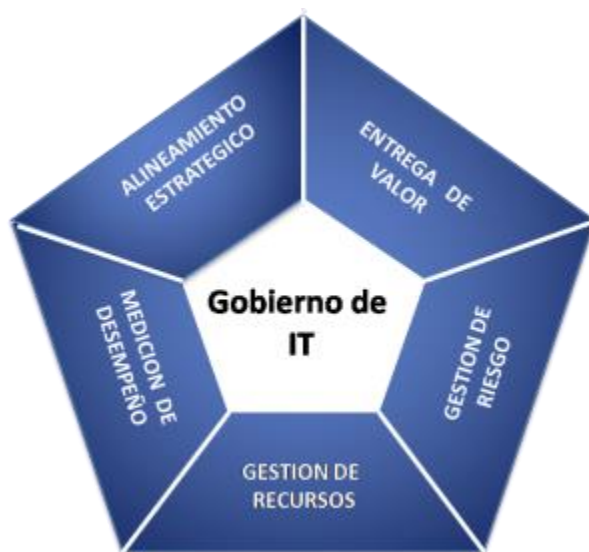 ALINEAMIENTO
ESTRATEGICO
ENTREGA DE
VALOR
Gobierno de
IT
MEDICION DE
DESEMPEÑO
GESTION DE
RIESGO
GESTION DE
RECURSOS